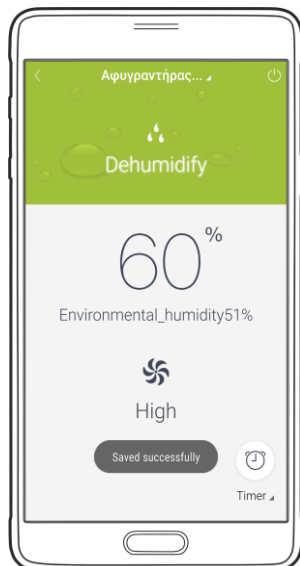 Αφυγραντήρας...
Dehumidify
60%
Environmental_humidity51%
High
Saved successfully
Timer